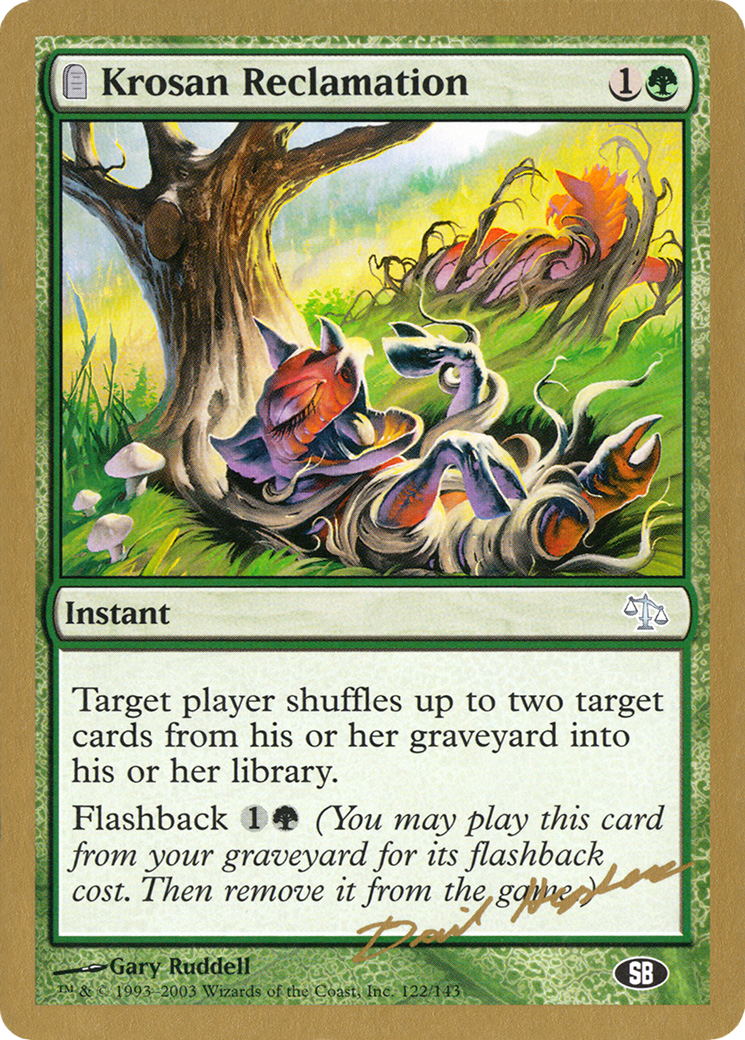 Krosan Reclamation 1
Instant
Target player shuffles up to two target
cards from his or her graveyard into
his or her library.
Flashback 1 (You may play this card
from your graveyard for its flashback
cost. Then remove it from the game.)
Gary Ruddell
SB
™ & © 1993–2003 Wizards of the Coast, Inc. 122/143